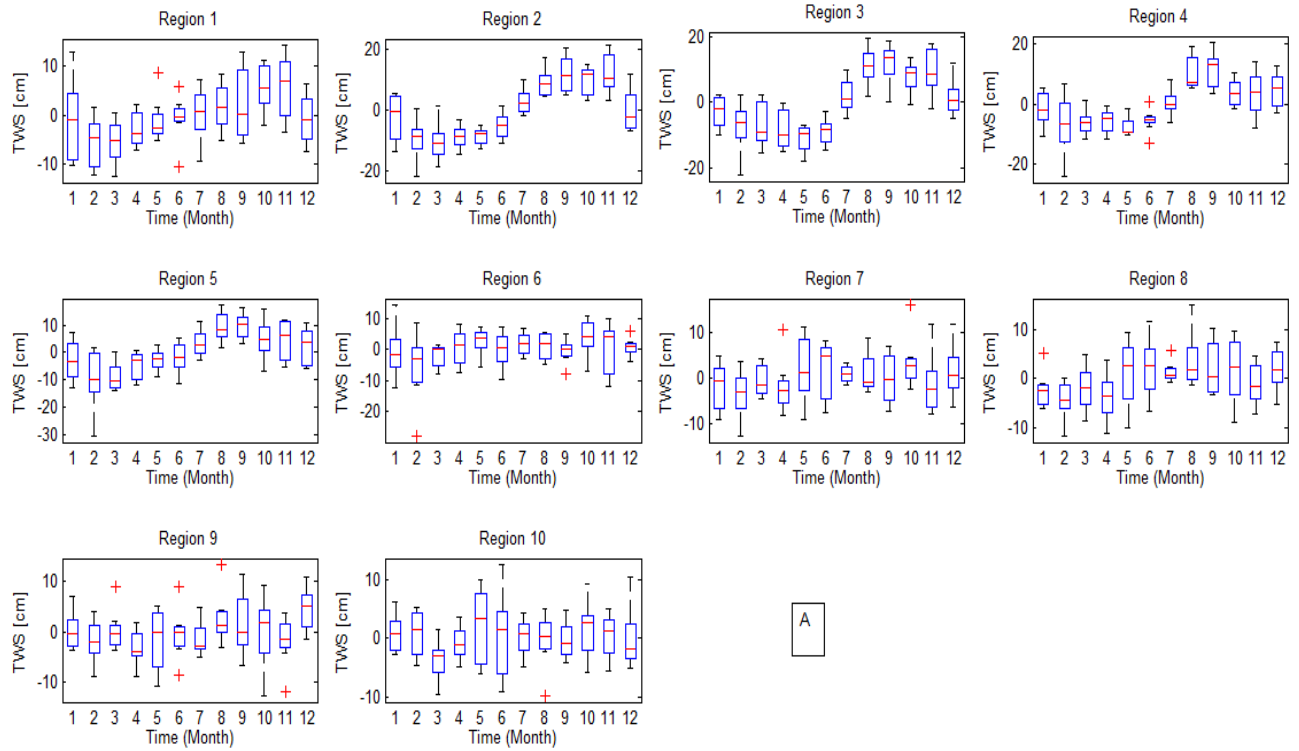 Region 1
10
0
-10
TWS [cm]
1 2 3 4 5 6 7 8 9 10 11 12
Time (Month)
Region 2
20
0
-20
TWS [cm]
1 2 3 4 5 6 7 8 9 10 11 12
Time (Month)
Region 3
20
0
-20
TWS [cm]
1 2 3 4 5 6 7 8 9 10 11 12
Time (Month)
Region 4
20
0
-20
TWS [cm]
1 2 3 4 5 6 7 8 9 10 11 12
Time (Month)
Region 5
10
0
-10
-20
-30
TWS [cm]
1 2 3 4 5 6 7 8 9 10 11 12
Time (Month)
Region 6
10
0
-10
-20
TWS [cm]
1 2 3 4 5 6 7 8 9 10 11 12
Time (Month)
Region 7
10
0
-10
TWS [cm]
1 2 3 4 5 6 7 8 9 10 11 12
Time (Month)
Region 8
10
0
-10
TWS [cm]
1 2 3 4 5 6 7 8 9 10 11 12
Time (Month)
Region 9
10
0
-10
TWS [cm]
1 2 3 4 5 6 7 8 9 10 11 12
Time (Month)
Region 10
10
0
-10
TWS [cm]
1 2 3 4 5 6 7 8 9 10 11 12
Time (Month)
A